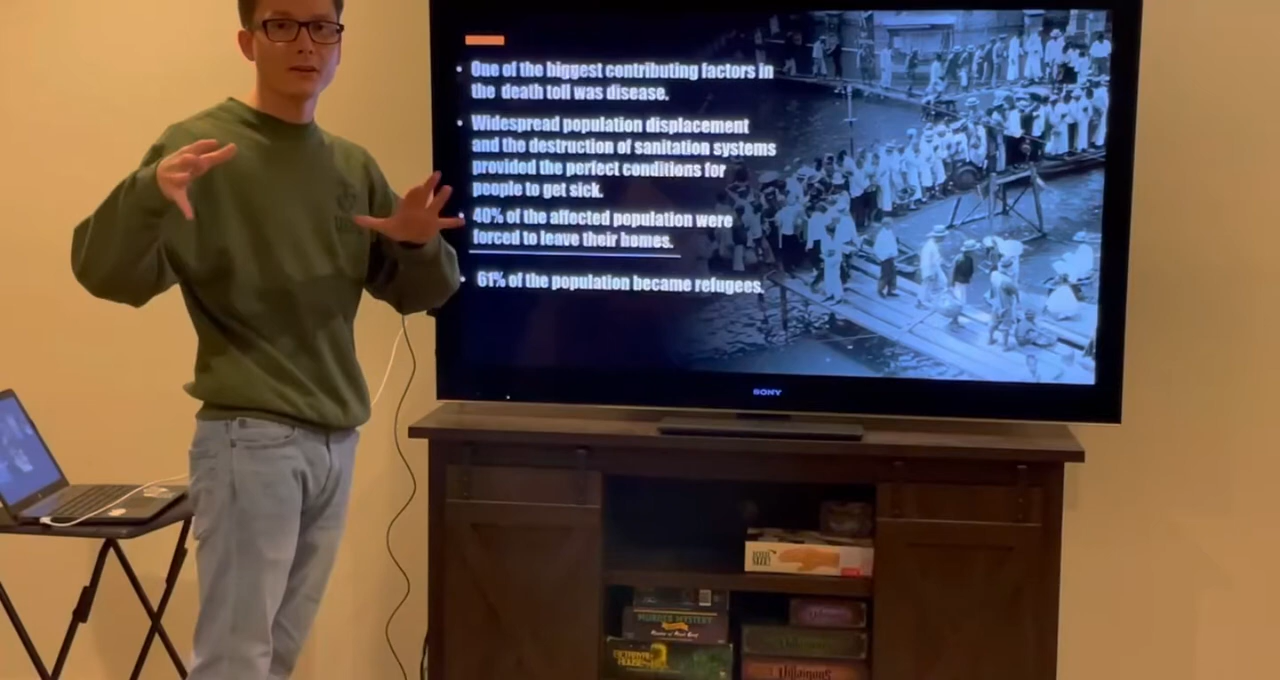 One of the biggest contributing factors in
the death toll was disease.
Widespread population displacement
and the destruction of sanitation systems
provided the perfect conditions for
people to get sick.
40% of the affected population were
forced to leave their homes.
61% of the population became refugees.
SONY
MURDER MYSTERY
BETRAYAL
HOUSE
Villainous